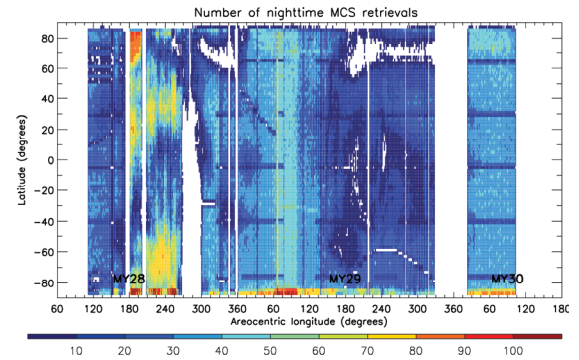 Number of nighttime MCS retrievals
80
60
40
20
0
−20
−40
−60
−80
Latitude (degrees)
MY28 MY29 MY30
60 120 180 240 300 360 60 120 180 240 300 360 60 120 180
Areocentric longitude (degrees)
10 20 30 40 50 60 70 80 90 100